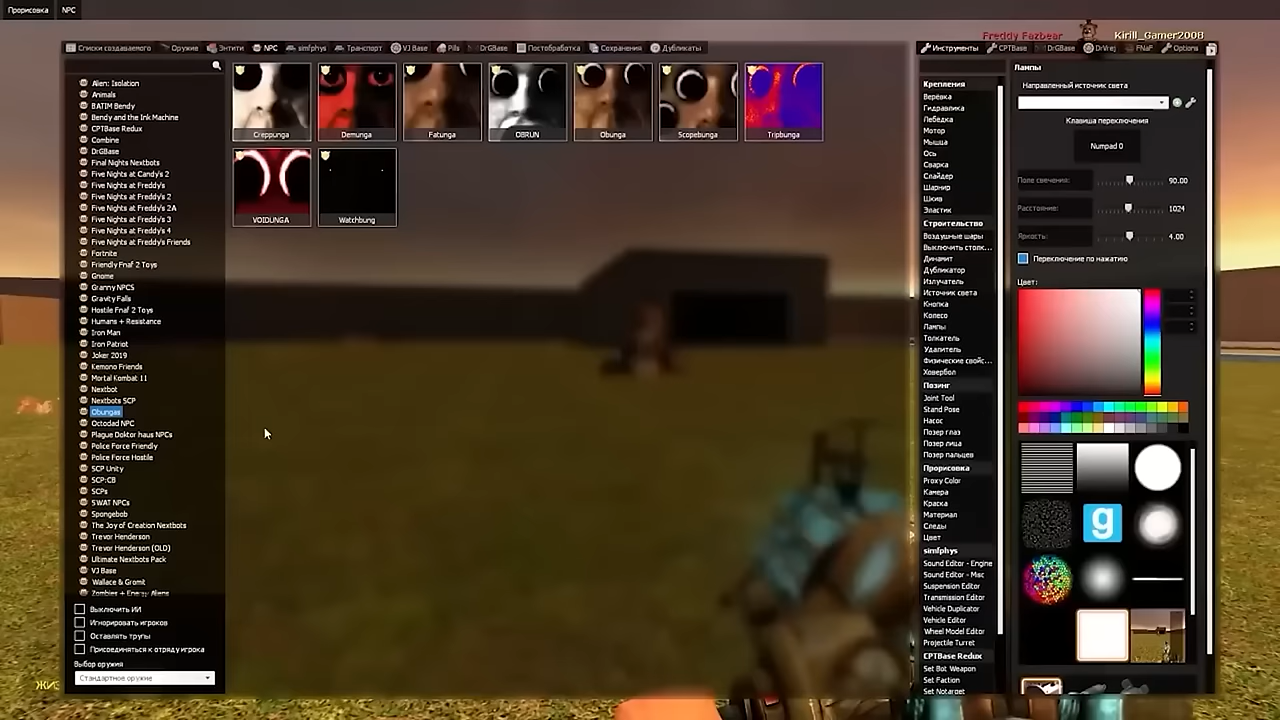 Прорисовка NPC
Freddy Fazbear
Kirill_Gamer2008
Списки создаваемого Оружие Энтити NPC simfphys Транспорт VJ Base Pills DrGBase Постобработка Сохранения Дубликаты
Alien: Isolation
Animals
BATIM Bendy
Bendy and the Ink Machine
CPTBase Redux
Combine
DrGBase
Final Nights Nextbots
Five Nights at Candy's 2
Five Nights at Freddy's
Five Nights at Freddy's 2
Five Nights at Freddy's 2A
Five Nights at Freddy's 3
Five Nights at Freddy's 4
Five Nights at Freddy's Friends
Fortnite
Friendly Fnaf 2 Toys
Gnome
Granny NPCS
Gravity Falls
Hostile Fnaf 2 Toys
Humans + Resistance
Iron Man
Iron Patriot
Joker 2019
Kemono Friends
Mortal Kombat 11
Nextbot
Nextbots SCP
Obungas
Octodad NPC
Plague Doktor haus NPCs
Police Force Friendly
Police Force Hostile
SCP Unity
SCP:CB
SCPs
SWAT NPCs
Spongebob
The Joy of Creation Nextbots
Trevor Henderson
Trevor Henderson (OLD)
Ultimate Nextbots Pack
VJ Base
Wallace & Gromit
Zombies + Enemy Aliens
Выключить ИИ
Игнорировать игроков
Оставлять трупы
Присоединяться к отряду игрока
Выбор оружия
Стандартное оружие
Creppunga
Demunga
Fatunga
OBRUN
Obunga
Scopebunga
Tripbunga
VOIDUNGA
Watchbung
Инструменты CPTBase DrGBase DrVrej FNaF Options
Крепления
Верёвка
Гидравлика
Лебедка
Мотор
Мышца
Ось
Сварка
Слайдер
Шарнир
Шкив
Эластик
Строительство
Воздушные шары
Выключить столк...
Динамит
Дубликатор
Излучатель
Источник света
Кнопка
Колесо
Лампы
Толкатель
Удалитель
Физические свойс...
Ховербол
Позинг
Joint Tool
Stand Pose
Насос
Позер глаз
Позер лица
Позер пальцев
Прорисовка
Proxy Color
Камера
Краска
Материал
Следы
Цвет
simfphys
Sound Editor - Engine
Sound Editor - Misc
Suspension Editor
Transmission Editor
Vehicle Duplicator
Vehicle Editor
Wheel Model Editor
Projectile Turret
CPTBase Redux
Set Bot Weapon
Set Faction
Set Notarget
Лампы
Направленный источник света
Клавиша переключения
Numpad 0
Поле свечения: 90.00
Расстояние: 1024
Яркость: 4.00
Переключение по нажатию
Цвет:
g